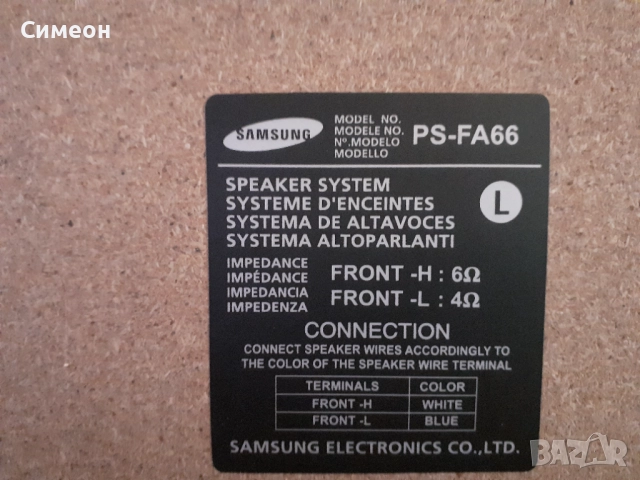 Симеон
SAMSUNG
MODEL NO.
MODELE NO.
Nº.MODELO
MODELLO
PS-FA66
SPEAKER SYSTEM
SYSTEME D'ENCEINTES
SYSTEMA DE ALTAVOCES
SYSTEMA ALTOPARLANTI
L
IMPEDANCE
IMPÉDANCE
IMPEDANCIA
IMPEDENZA
FRONT -H : 6Ω
FRONT -L : 4Ω
CONNECTION
CONNECT SPEAKER WIRES ACCORDINGLY TO
THE COLOR OF THE SPEAKER WIRE TERMINAL
TERMINALS COLOR
FRONT -H WHITE
FRONT -L BLUE
SAMSUNG ELECTRONICS CO.,LTD.
BAZAR